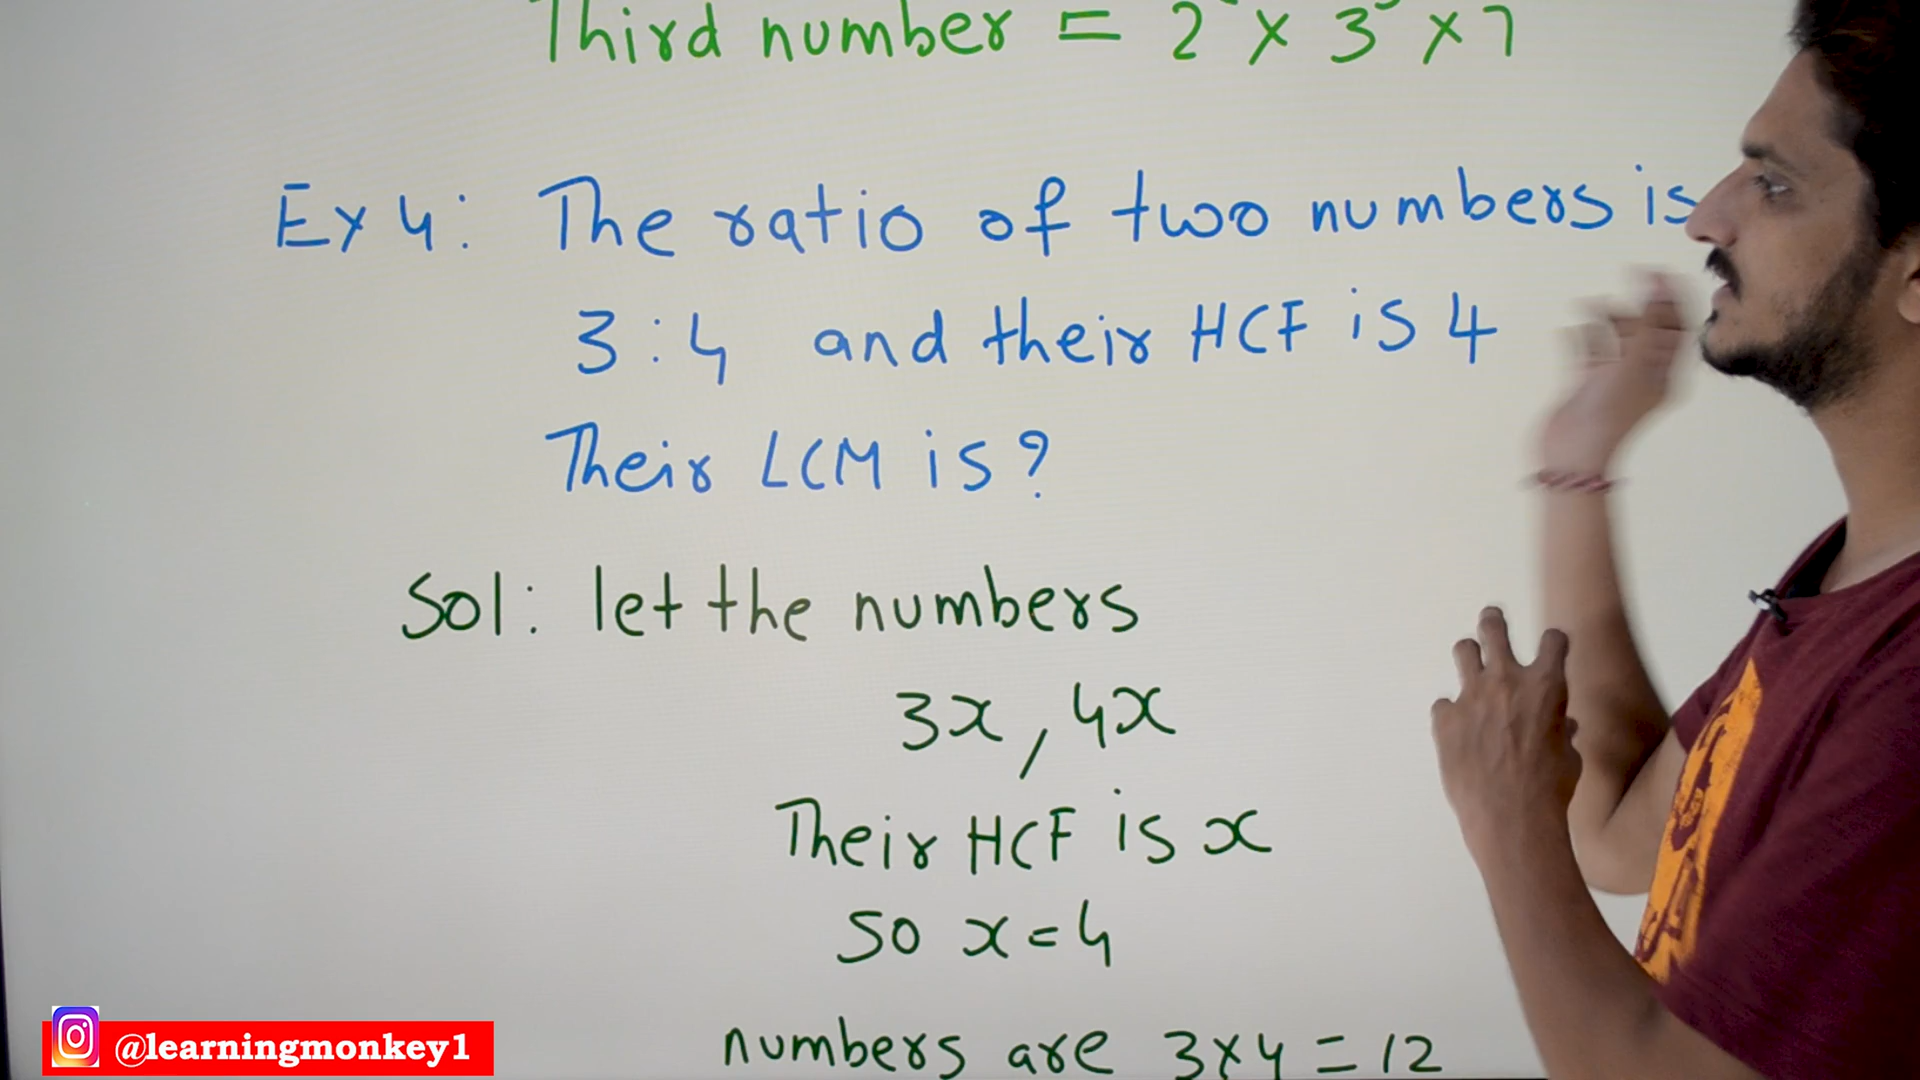 Third number = 2 × 3 × 7
Ex 4: The ratio of two numbers is
3 : 4 and their HCF is 4
Their LCM is?
Sol: let the numbers
3x, 4x
Their HCF is x
so x = 4
numbers are 3x4 = 12
@learningmonkey1